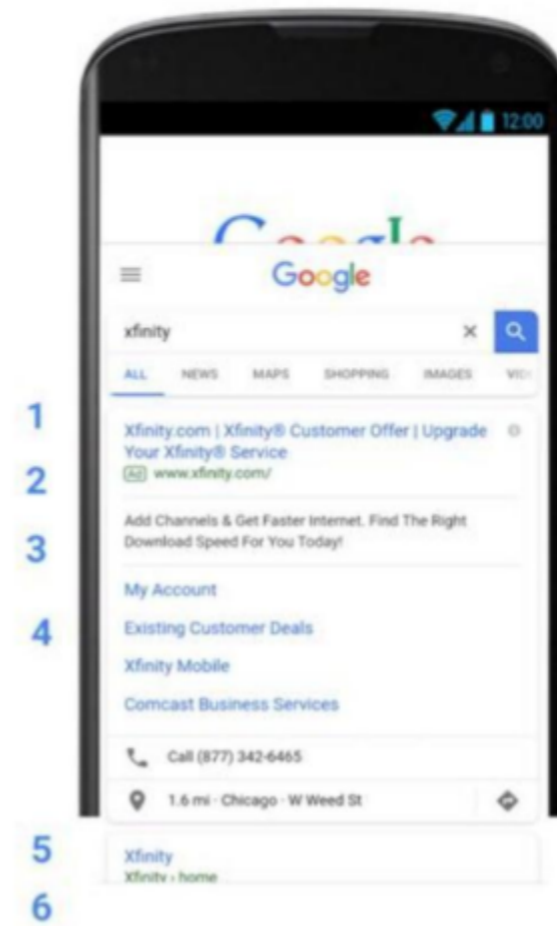 12:00
Google
Google
xfinity
ALL NEWS MAPS SHOPPING IMAGES
1
Xfinity.com | Xfinity® Customer Offer | Upgrade
Your Xfinity® Service
2
Ad www.xfinity.com/
3
Add Channels & Get Faster Internet. Find The Right
Download Speed For You Today!
My Account
4
Existing Customer Deals
Xfinity Mobile
Comcast Business Services
Call (877) 342-6465
1.6 mi · Chicago · W Weed St
5
Xfinity
Xfinity › home
6